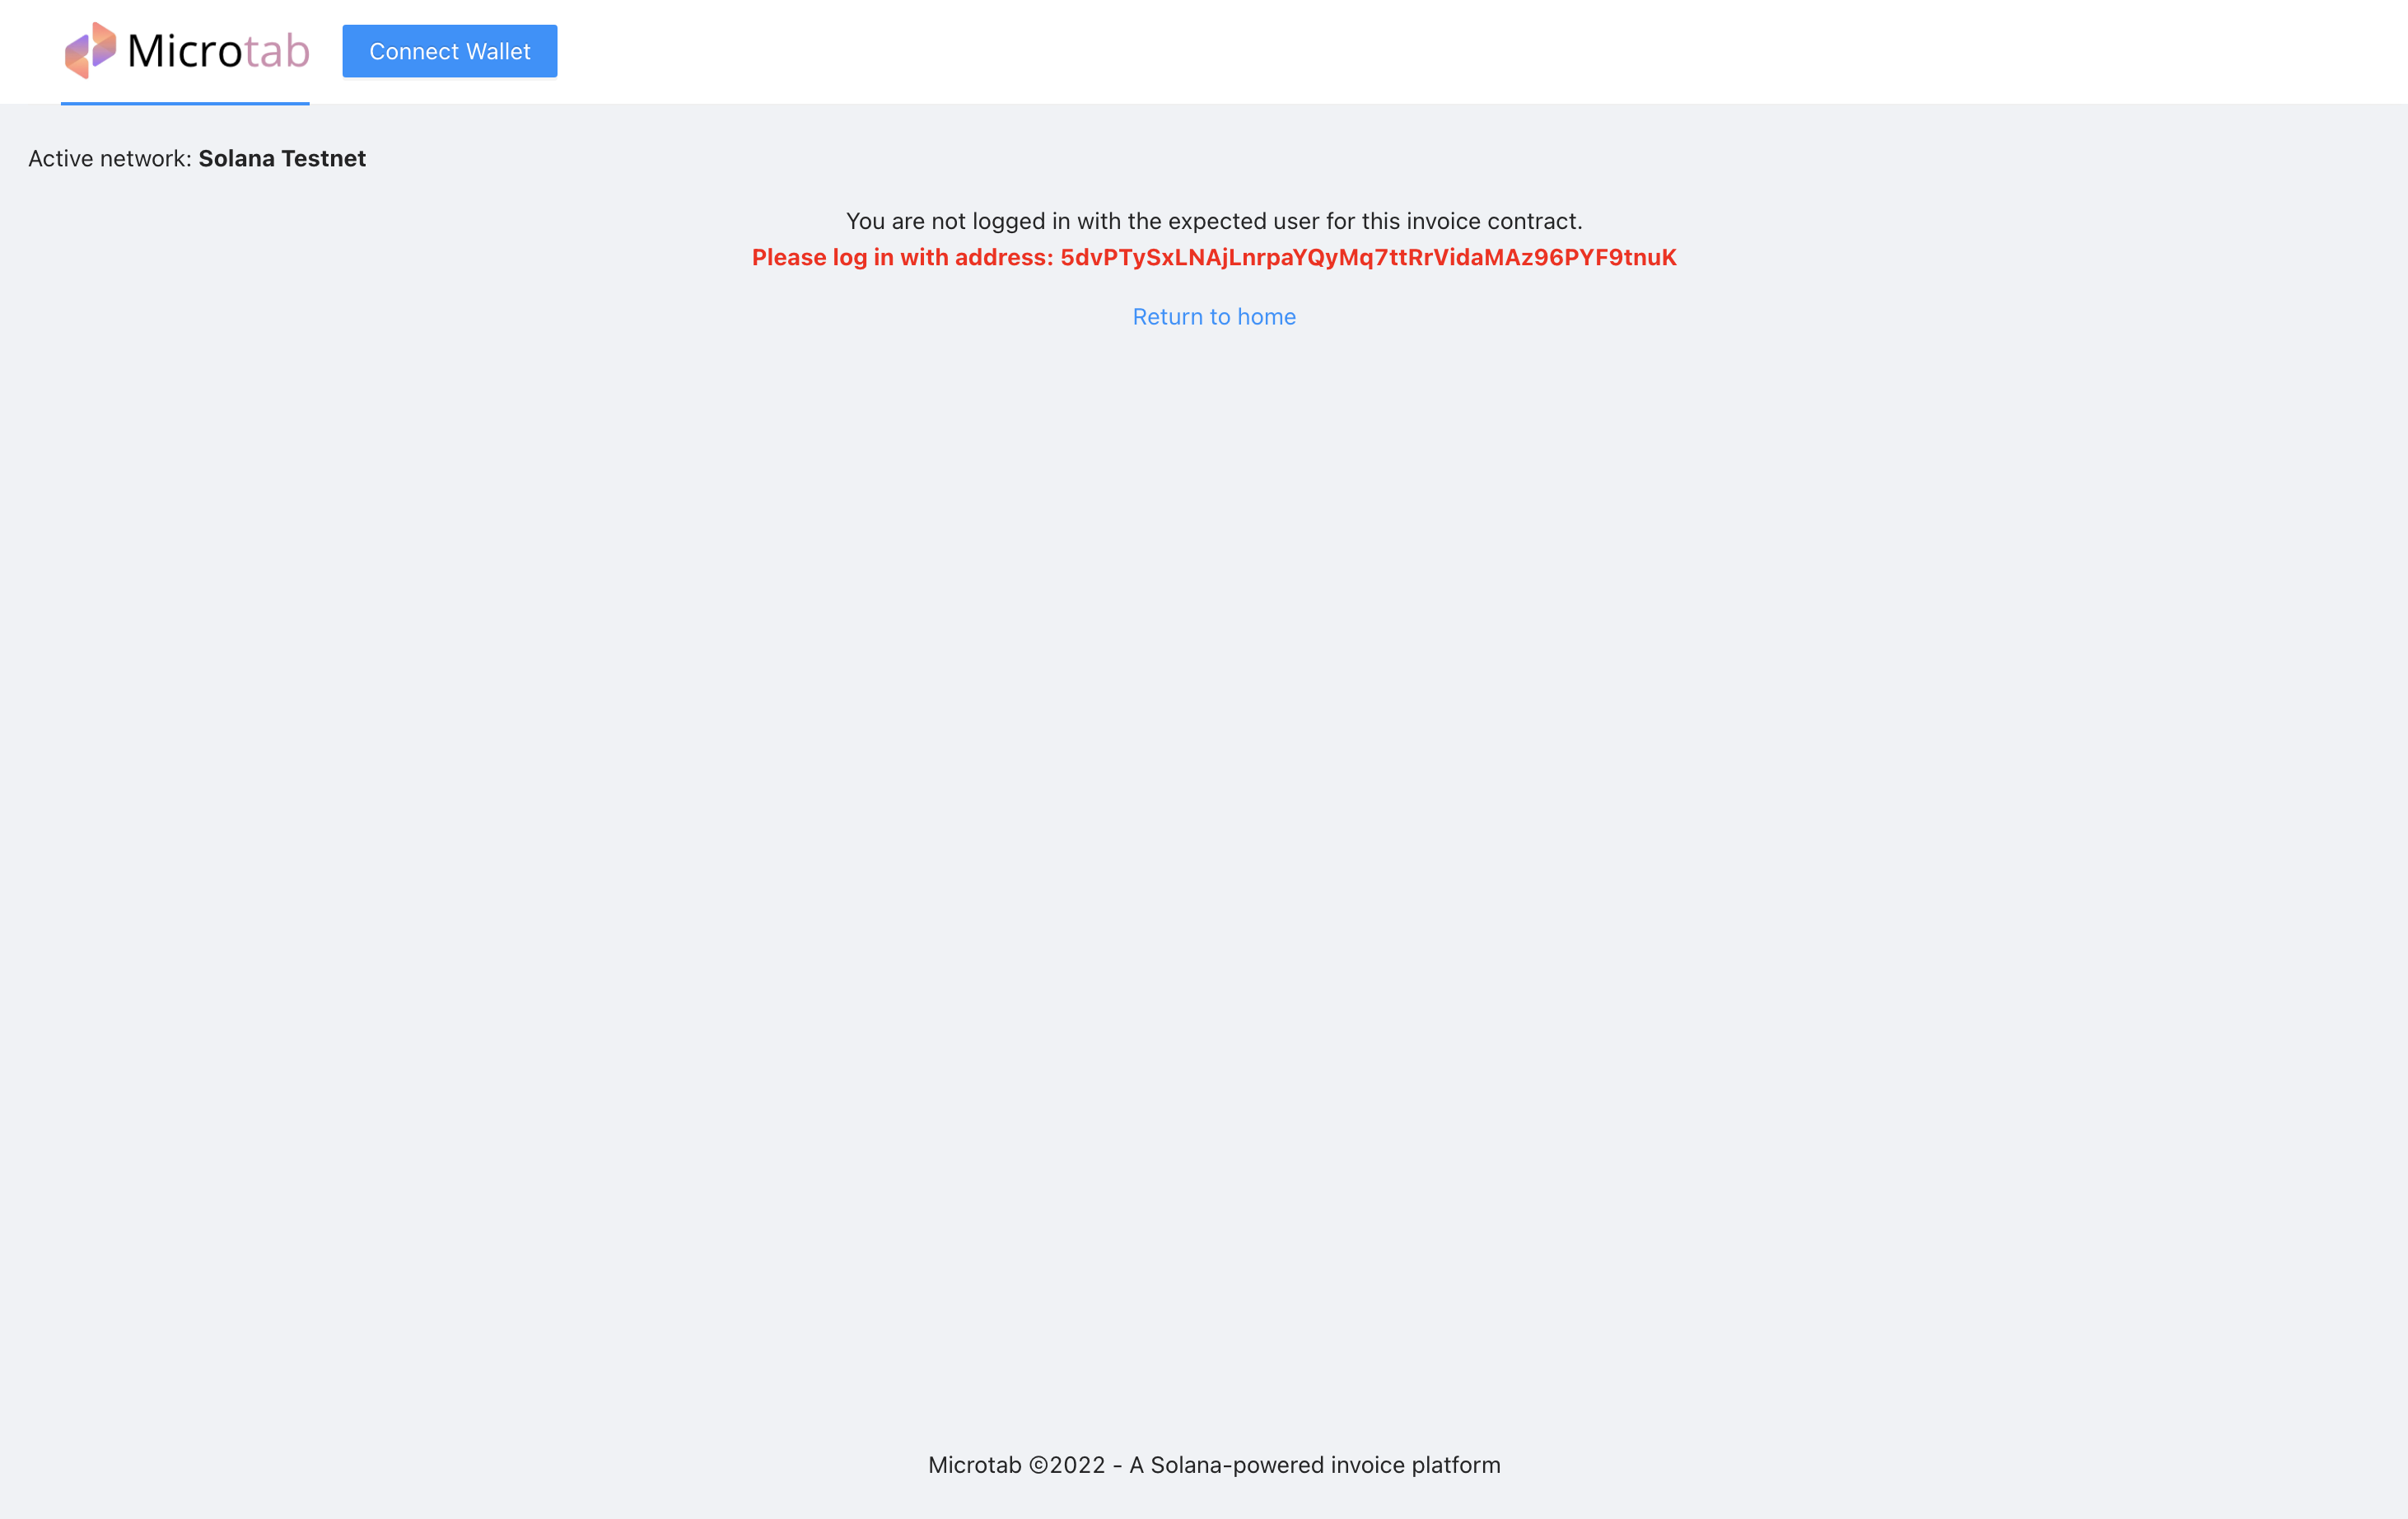 Microtab
Connect Wallet
Active network: Solana Testnet
You are not logged in with the expected user for this invoice contract.
Please log in with address: 5dvPTySxLNAjLnrpaYQyMq7ttRrVidaMAz96PYF9tnuK
Return to home
Microtab ©2022 - A Solana-powered invoice platform